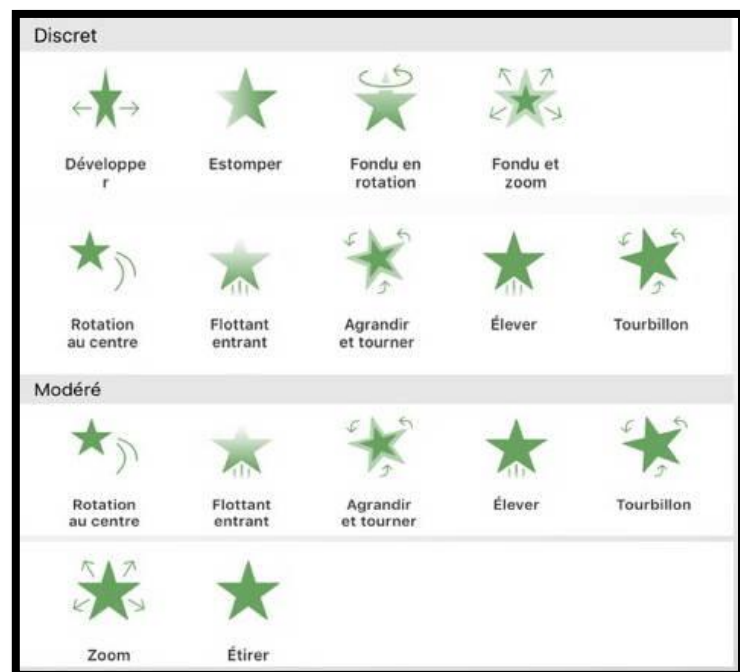 Discret
Développe
r
Estomper
Fondu en
rotation
Fondu et
zoom
Rotation
au centre
Flottant
entrant
Agrandir
et tourner
Élever
Tourbillon
Modéré
Rotation
au centre
Flottant
entrant
Agrandir
et tourner
Élever
Tourbillon
Zoom
Étirer